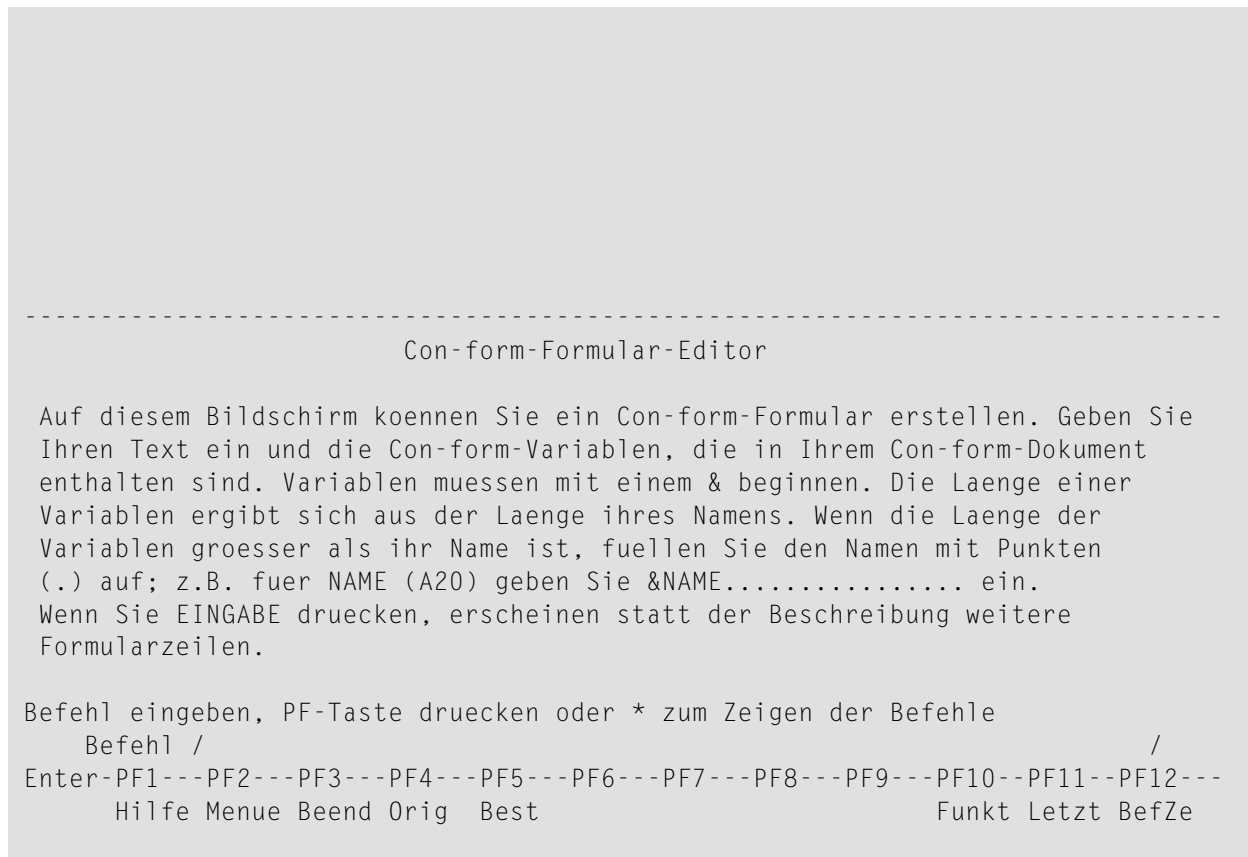 --------------------------------------------------------------------------------
Con-form-Formular-Editor
Auf diesem Bildschirm koennen Sie ein Con-form-Formular erstellen. Geben Sie
Ihren Text ein und die Con-form-Variablen, die in Ihrem Con-form-Dokument
enthalten sind. Variablen muessen mit einem & beginnen. Die Laenge einer
Variablen ergibt sich aus der Laenge ihres Namens. Wenn die Laenge der
Variablen groesser als ihr Name ist, fuellen Sie den Namen mit Punkten
(.) auf; z.B. fuer NAME (A20) geben Sie &NAME................ ein.
Wenn Sie EINGABE druecken, erscheinen statt der Beschreibung weitere
Formularzeilen.
Befehl eingeben, PF-Taste druecken oder * zum Zeigen der Befehle
Befehl / /
Enter-PF1---PF2---PF3---PF4---PF5---PF6---PF7---PF8---PF9---PF10--PF11--PF12---
Hilfe Menue Beend Orig Best Funkt Letzt BefZe